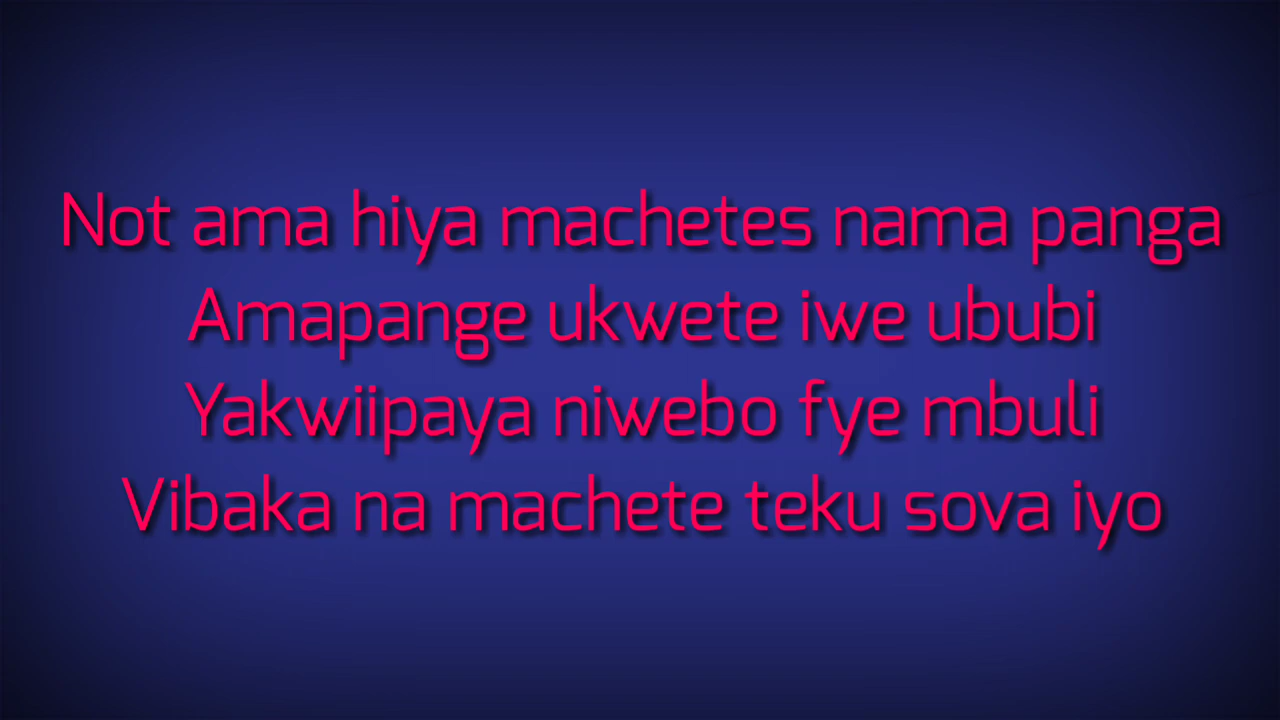 Not ama hiya machetes nama panga
Amapange ukwete iwe ububi
Yakwiipaya niwebo fye mbuli
Vibaka na machete teku sova iyo